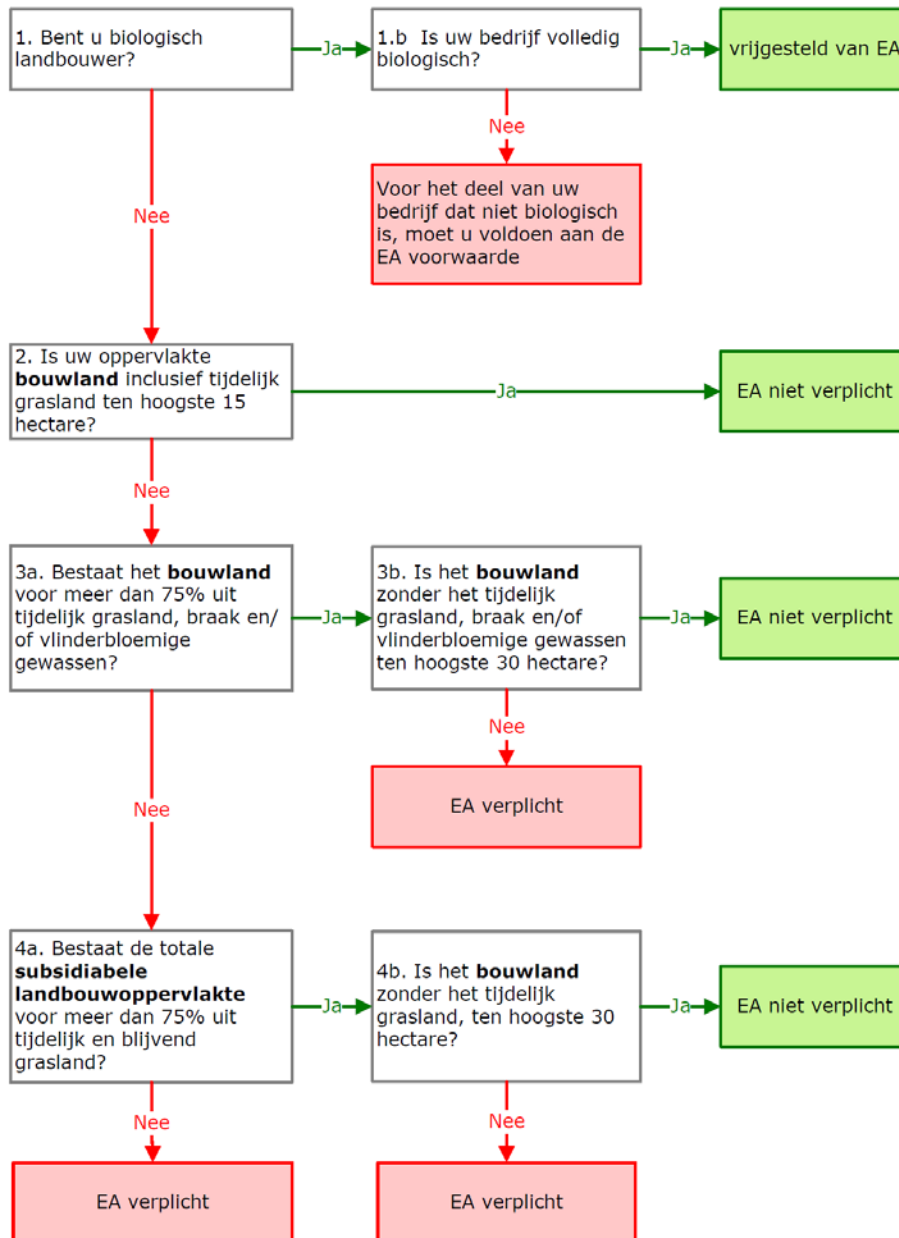 1. Bent u biologisch
landbouwer?
Ja
1.b  Is uw bedrijf volledig
biologisch?
Ja
vrijgesteld van EA
Nee
Nee
Voor het deel van uw
bedrijf dat niet biologisch
is, moet u voldoen aan de
EA voorwaarde
2. Is uw oppervlakte
bouwland inclusief tijdelijk
grasland ten hoogste 15
hectare?
Ja
EA niet verplicht
Nee
3a. Bestaat het bouwland
voor meer dan 75% uit
tijdelijk grasland, braak en/
of vlinderbloemige
gewassen?
Ja
3b. Is het bouwland
zonder het tijdelijk
grasland, braak en/of
vlinderbloemige gewassen
ten hoogste 30 hectare?
Ja
EA niet verplicht
Nee
EA verplicht
Nee
4a. Bestaat de totale
subsidiabele
landbouwoppervlakte
voor meer dan 75% uit
tijdelijk en blijvend
grasland?
Ja
4b. Is het bouwland
zonder het tijdelijk
grasland, ten hoogste 30
hectare?
Ja
EA niet verplicht
Nee
Nee
EA verplicht
EA verplicht